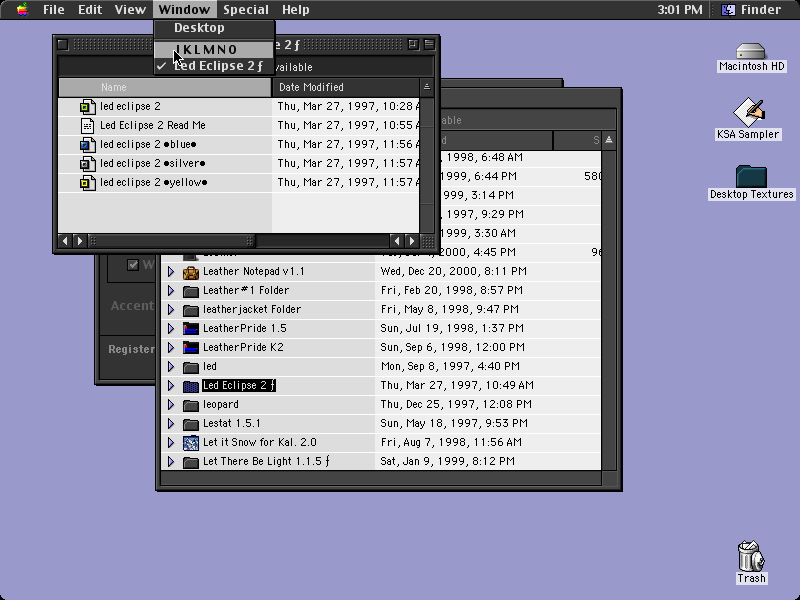 File Edit View Window Special Help 3:01 PM Finder
Desktop
J K L M N O
✓ Led Eclipse 2 ƒ
2 ƒ
vailable
Name Date Modified
led eclipse 2 Thu, Mar 27, 1997, 10:28 A
Led Eclipse 2 Read Me Thu, Mar 27, 1997, 10:55 A
led eclipse 2 •blue• Thu, Mar 27, 1997, 11:56 A
led eclipse 2 •silver• Thu, Mar 27, 1997, 11:57 A
led eclipse 2 •yellow• Thu, Mar 27, 1997, 11:57 A
able
d S
1998, 6:48 AM
999, 6:44 PM 580
999, 3:14 PM
1997, 9:29 PM
999, 3:30 AM
2000, 4:45 PM 96
Leather Notepad v1.1 Wed, Dec 20, 2000, 8:11 PM
Leather#1 Folder Fri, Feb 20, 1998, 8:57 PM
leatherjacket Folder Fri, May 8, 1998, 9:47 PM
LeatherPride 1.5 Sun, Jul 19, 1998, 1:37 PM
LeatherPride K2 Sun, Sep 6, 1998, 12:00 PM
led Mon, Sep 8, 1997, 4:40 PM
Led Eclipse 2 ƒ Thu, Mar 27, 1997, 10:49 AM
leopard Thu, Dec 25, 1997, 12:08 PM
Lestat 1.5.1 Sun, May 18, 1997, 9:53 PM
Let it Snow for Kal. 2.0 Fri, Aug 7, 1998, 11:56 AM
Let There Be Light 1.1.5 ƒ Sat, Jan 9, 1999, 8:12 PM
W
Accent
Register
Macintosh HD
KSA Sampler
Desktop Textures
Trash